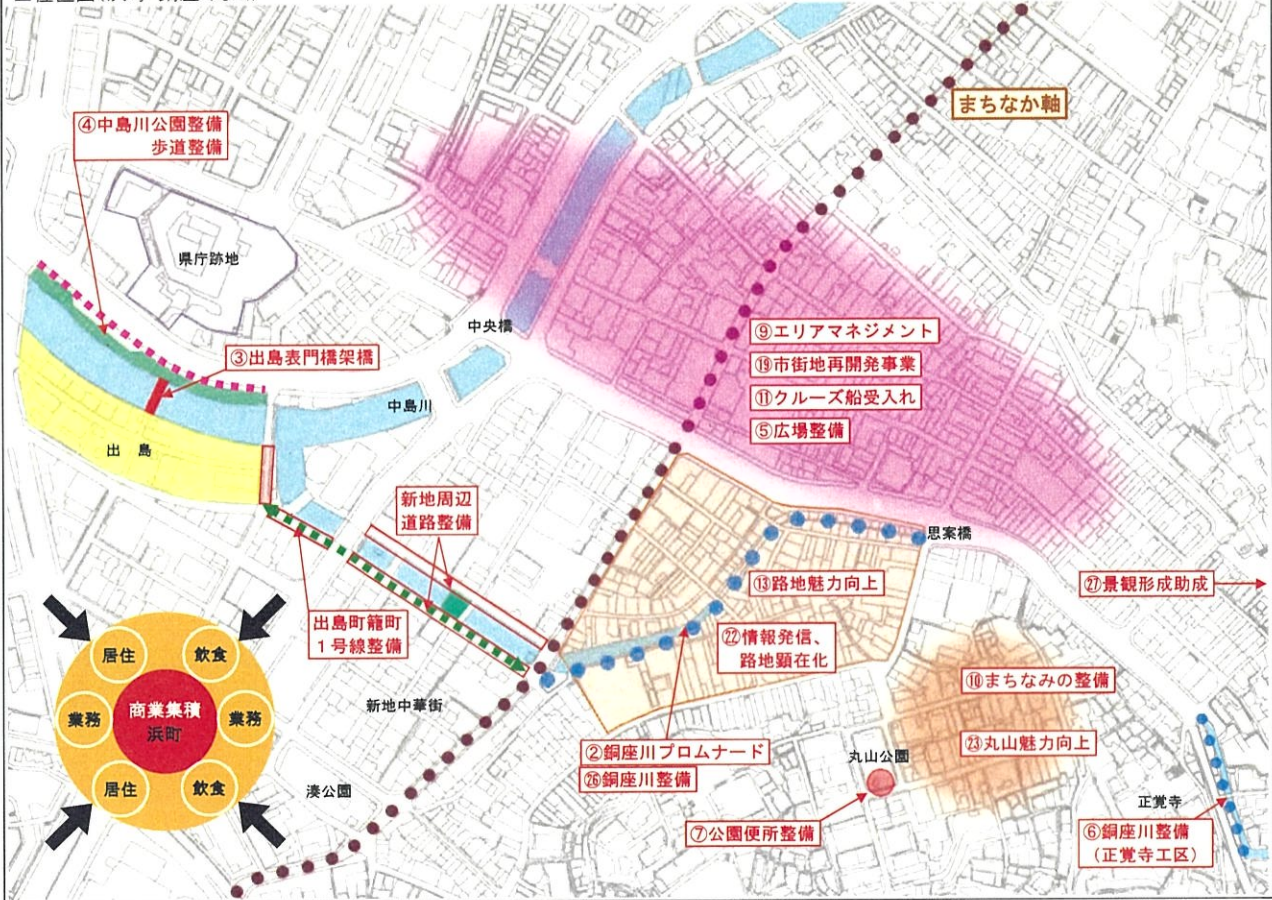 まちなか軸
④中島川公園整備
歩道整備
県庁跡地
中央橋
③出島表門橋架橋
中島川
出島
⑨エリアマネジメント
⑲市街地再開発事業
⑪クルーズ船受入れ
⑤広場整備
新地周辺
道路整備
思案橋
⑬路地魅力向上
㉗景観形成助成
出島町籠町
1号線整備
㉒情報発信、
路地顕在化
居住
飲食
業務
商業集積
浜町
業務
居住
飲食
新地中華街
湊公園
⑩まちなみの整備
㉓丸山魅力向上
②銅座川プロムナード
㉖銅座川整備
丸山公園
⑦公園便所整備
正覚寺
⑥銅座川整備
(正覚寺工区)